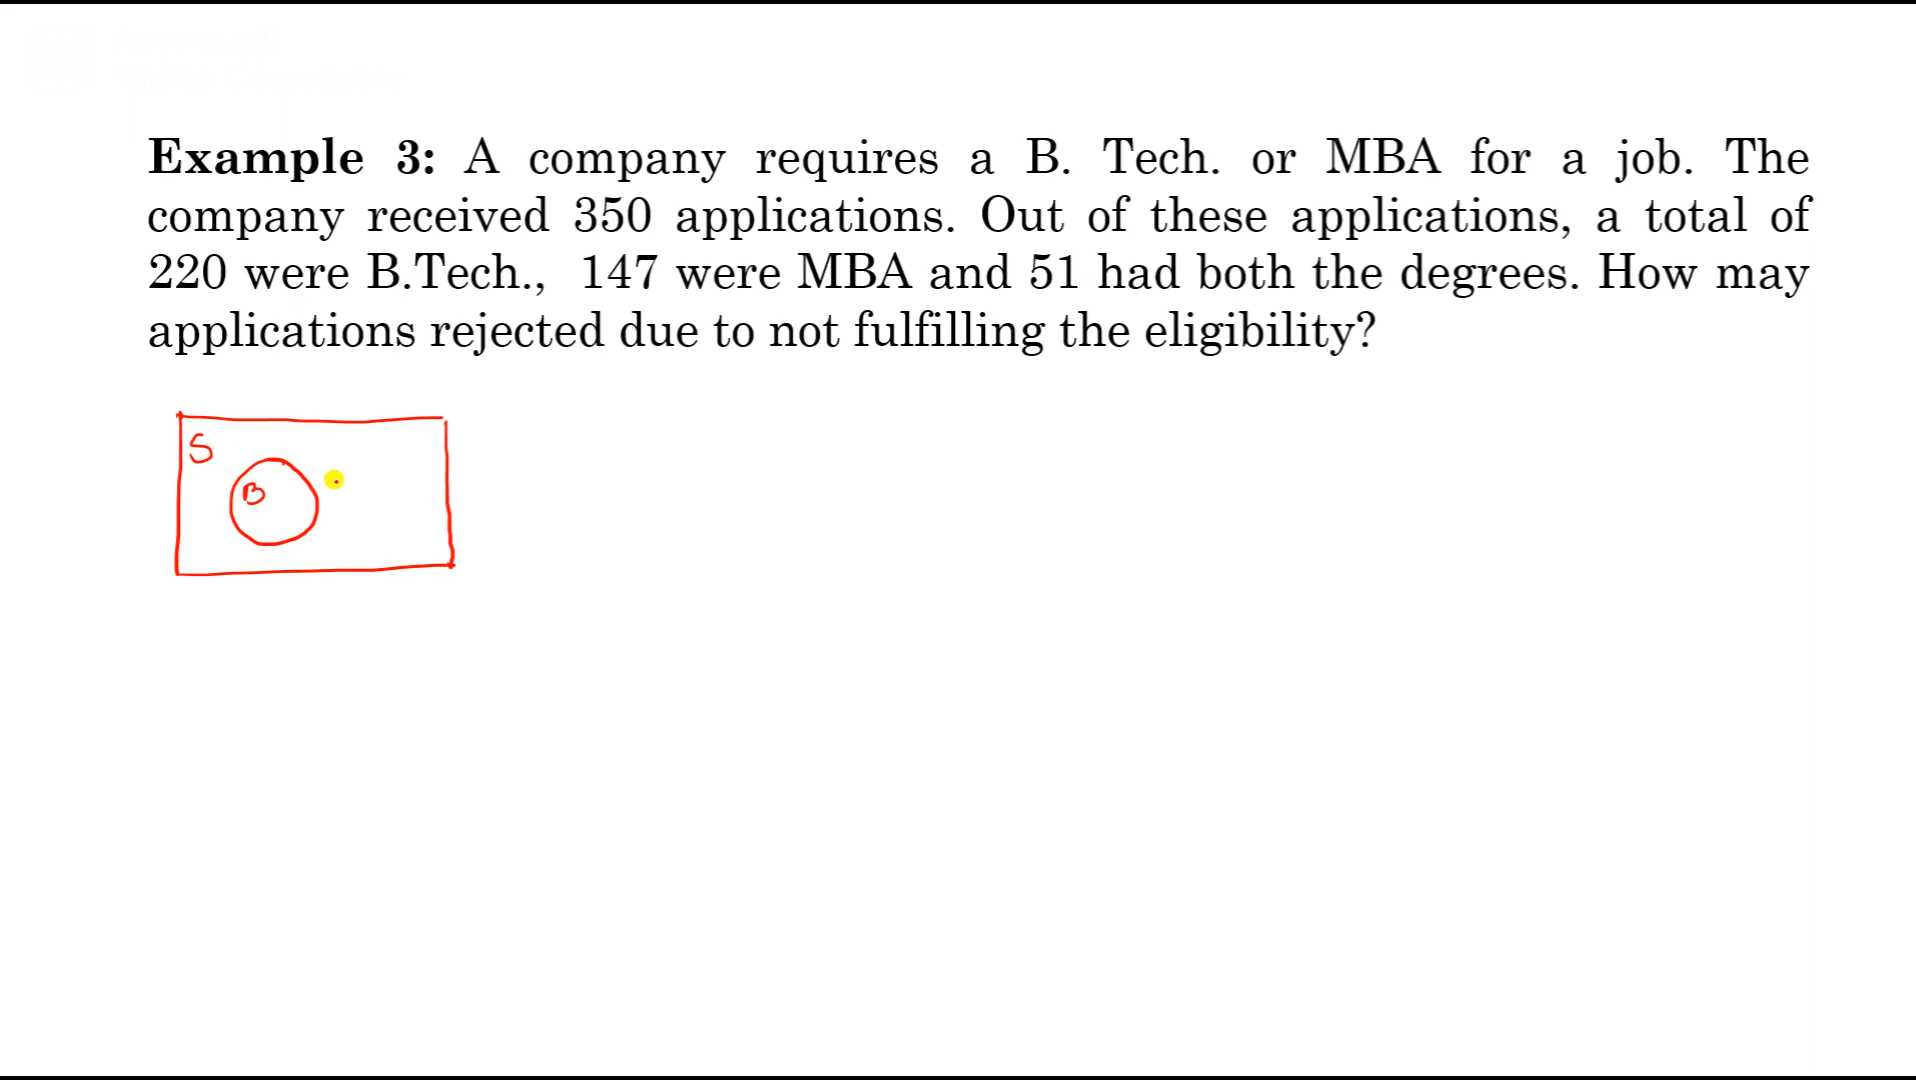 Example 3: A company requires a B. Tech. or MBA for a job. The
company received 350 applications. Out of these applications, a total of
220 were B.Tech., 147 were MBA and 51 had both the degrees. How may
applications rejected due to not fulfilling the eligibility?
S
B